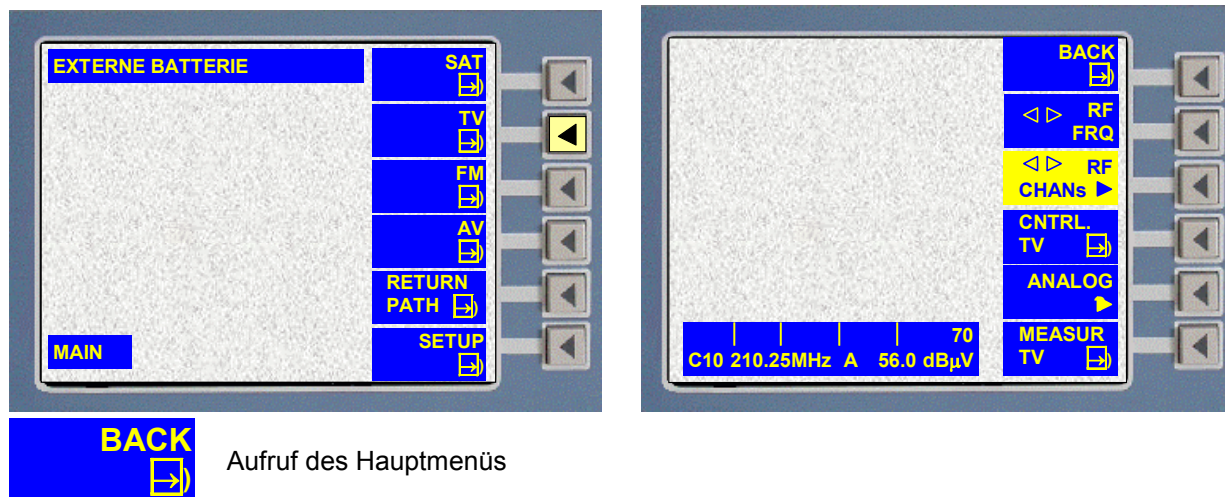 EXTERNE BATTERIE
SAT
TV
FM
AV
RETURN
PATH
SETUP
MAIN
BACK
RF
FRQ
RF
CHANs
CNTRL.
TV
ANALOG
MEASUR
TV
70
C10 210.25MHz A 56.0 dBµV
BACK
Aufruf des Hauptmenüs